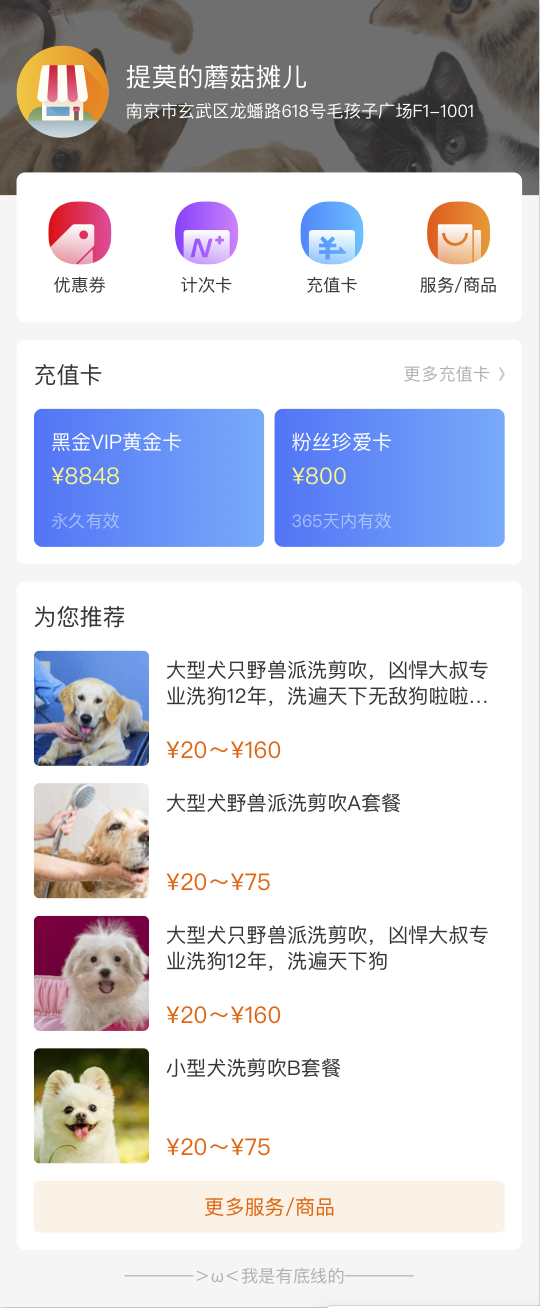 提莫的蘑菇摊儿
南京市玄武区龙蟠路618号毛孩子广场F1-1001
优惠券
计次卡
充值卡
服务/商品
充值卡
更多充值卡 》
黑金VIP黄金卡
¥8848
永久有效
粉丝珍爱卡
¥800
365天内有效
为您推荐
大型犬只野兽派洗剪吹，凶悍大叔专
业洗狗12年，洗遍天下无敌狗啦啦...
¥20～¥160
大型犬野兽派洗剪吹A套餐
¥20～¥75
大型犬只野兽派洗剪吹，凶悍大叔专
业洗狗12年，洗遍天下狗
¥20～¥160
小型犬洗剪吹B套餐
¥20～¥75
更多服务/商品
————＞ω＜我是有底线的————